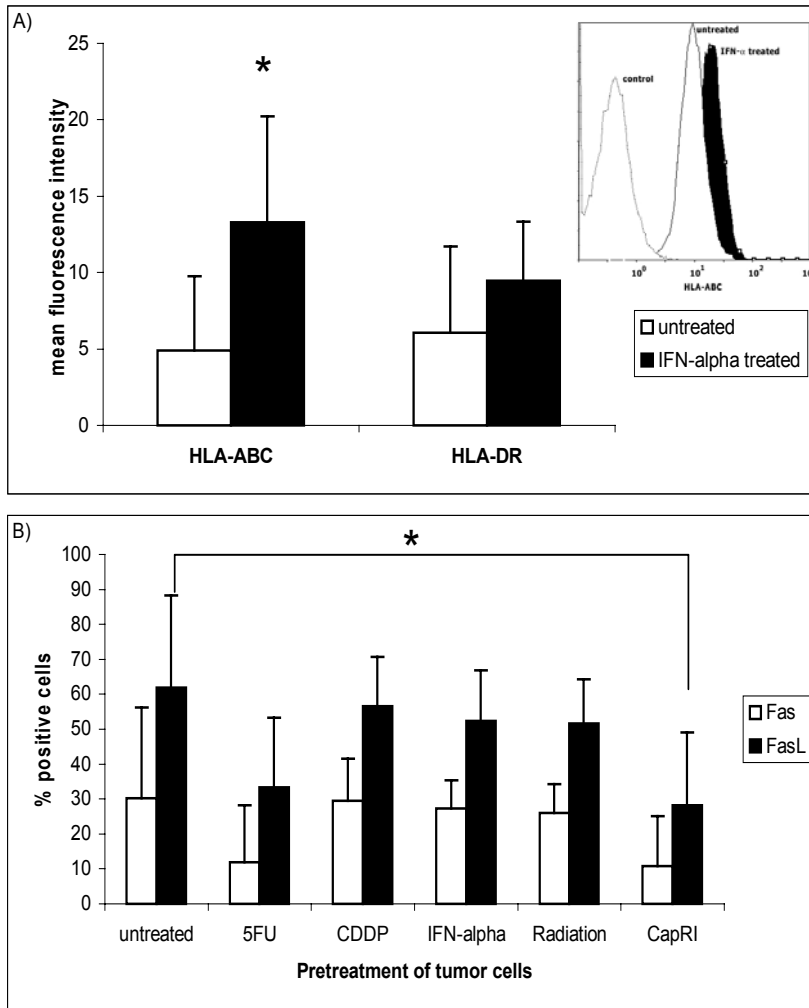 A)
25
20
15
10
5
0
mean fluorescence intensity
*
HLA-ABC
HLA-DR
untreated
IFN-α treated
control
10⁰
10¹
10²
HLA-ABC
untreated
IFN-alpha treated
B)
100
90
80
70
60
50
40
30
20
10
0
% positive cells
*
untreated 5FU CDDP IFN-alpha Radiation CapRI
Pretreatment of tumor cells
Fas
FasL